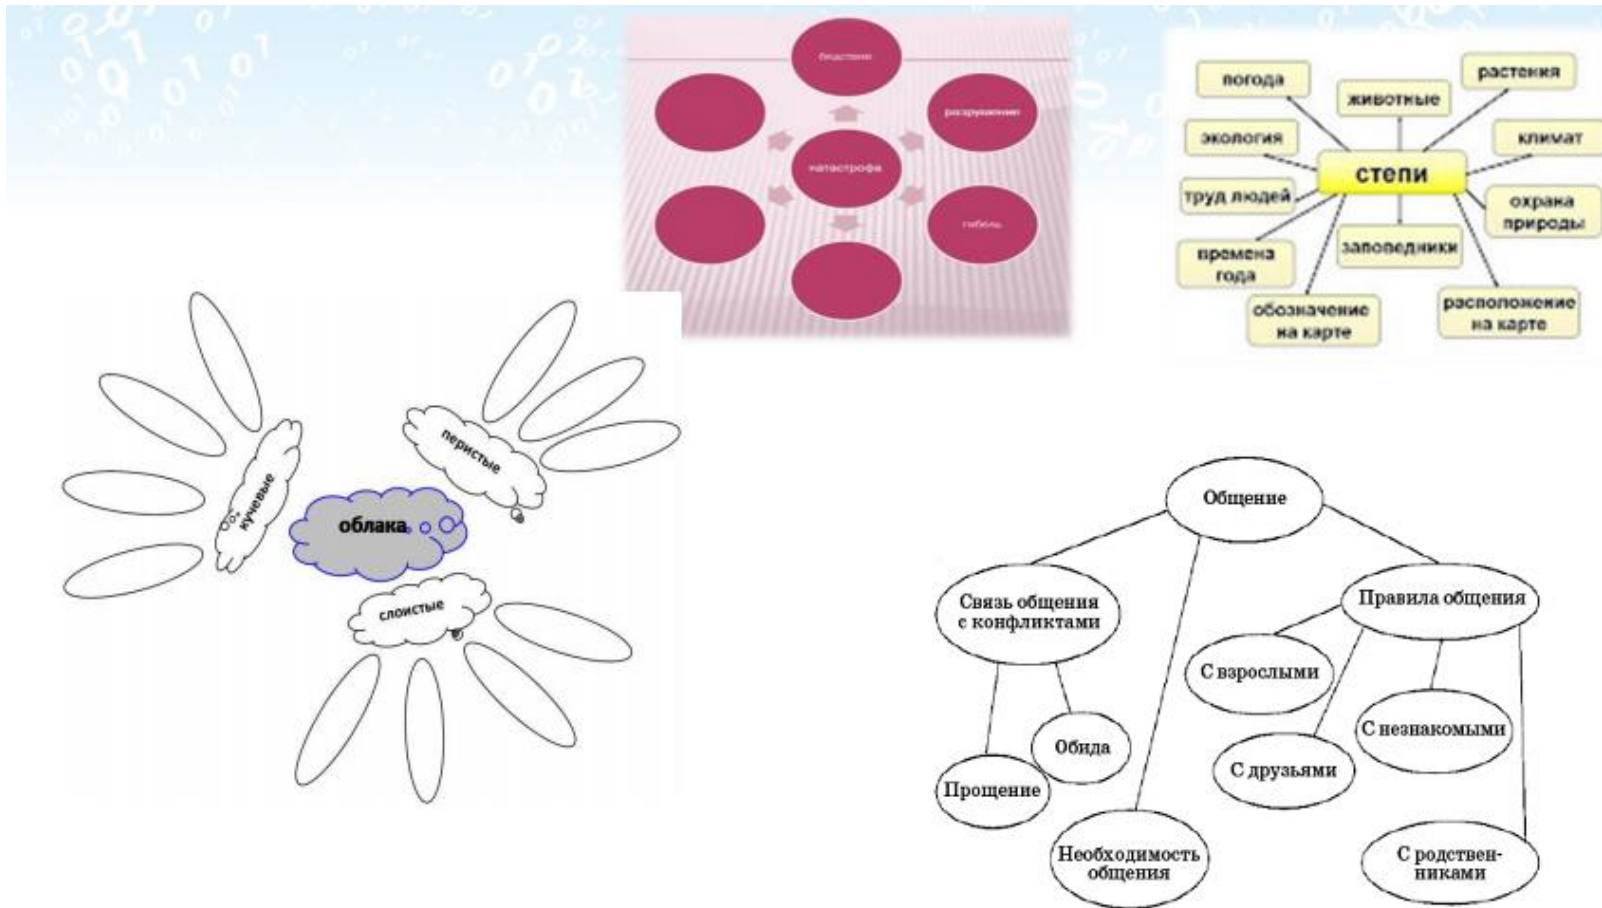 бедствие
разрушение
катастрофа
гибель
погода
растения
животные
экология
климат
степи
труд людей
охрана
природы
заповедники
времена
года
обозначение
на карте
расположение
на карте
перистые
кучевые
облака
слоистые
Общение
Связь общения
с конфликтами
Правила общения
С взрослыми
С незнакомыми
Обида
С друзьями
Прощение
Необходимость
общения
С родствен-
никами